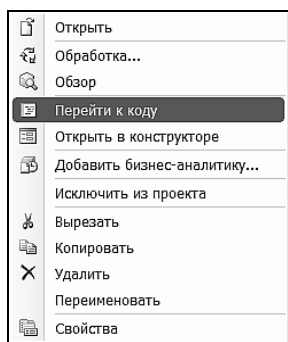 Открыть
Обработка...
Обзор
Перейти к коду
Открыть в конструкторе
Добавить бизнес-аналитику...
Исключить из проекта
Вырезать
Копировать
Удалить
Переименовать
Свойства